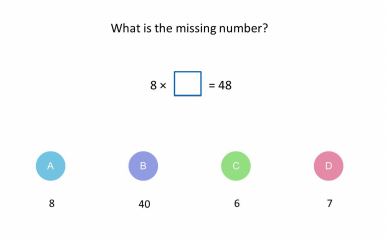 What is the missing number?
8 × = 48
A B C D
8 40 6 7